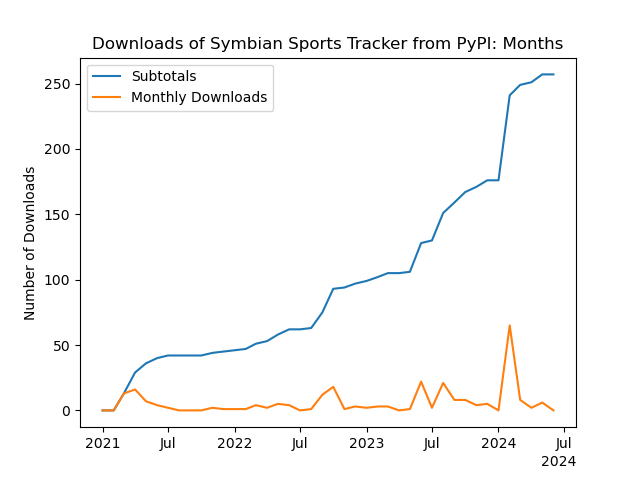 Downloads of Symbian Sports Tracker from PyPI: Months
Subtotals
Monthly Downloads
Number of Downloads
250
200
150
100
50
0
2021 Jul 2022 Jul 2023 Jul 2024 Jul
2024